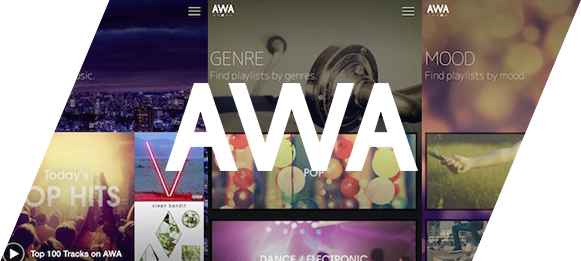 AWA
AWA
GENRE
MOOD
usic.
Find playlists by genres.
Find playlists by mood.
AWA
Today's
OP HITS
V
POP
clean bandit
Top 100 Tracks on AWA
DANCE / ELECTRONIC